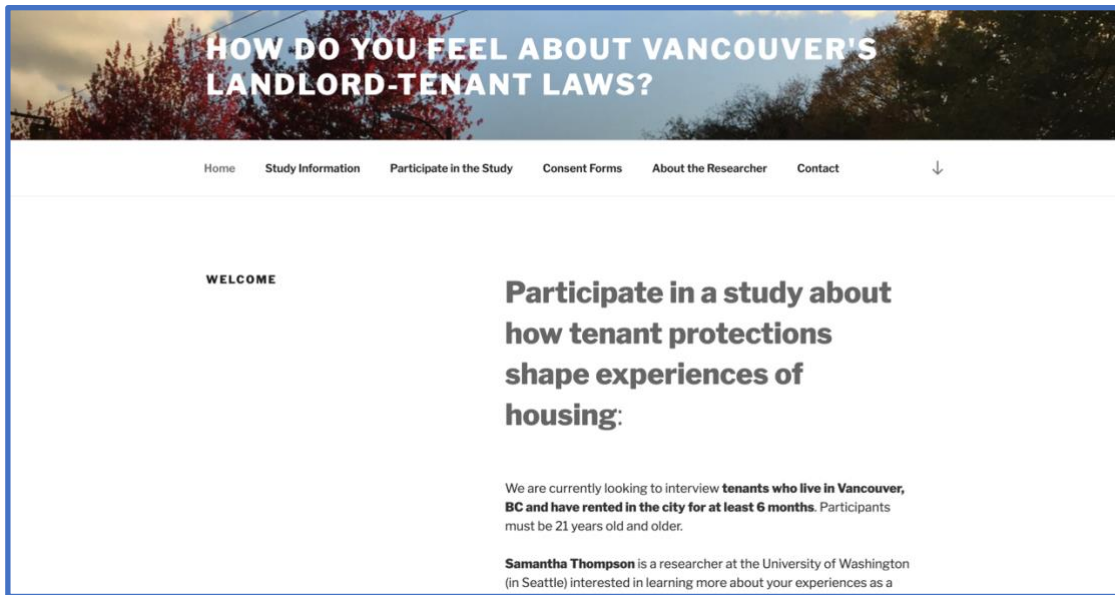 HOW DO YOU FEEL ABOUT VANCOUVER'S
LANDLORD-TENANT LAWS?
Home Study Information Participate in the Study Consent Forms About the Researcher Contact
WELCOME
Participate in a study about
how tenant protections
shape experiences of
housing:
We are currently looking to interview tenants who live in Vancouver,
BC and have rented in the city for at least 6 months. Participants
must be 21 years old and older.
Samantha Thompson is a researcher at the University of Washington
(in Seattle) interested in learning more about your experiences as a